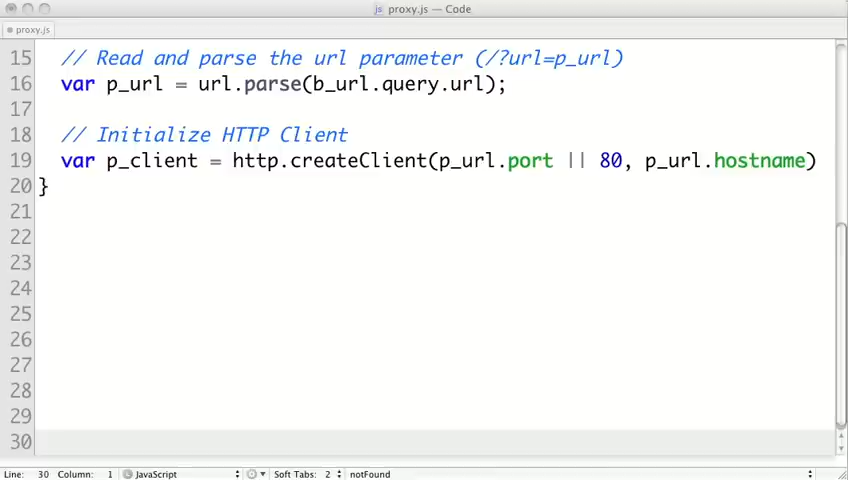 proxy.js — Code
proxy.js
15 // Read and parse the url parameter (/?url=p_url)
16 var p_url = url.parse(b_url.query.url);
17
18 // Initialize HTTP Client
19 var p_client = http.createClient(p_url.port || 80, p_url.hostname)
20 }
21
22
23
24
25
26
27
28
29
30
Line: 30 Column: 1 JavaScript Soft Tabs: 2 notFound